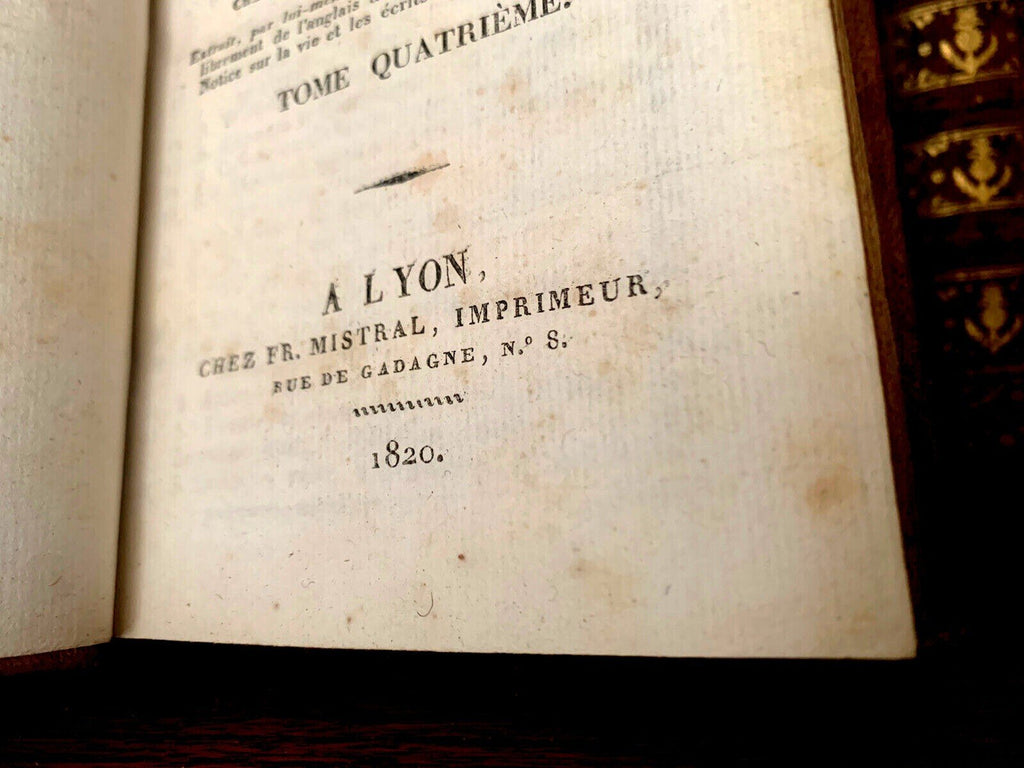 Extrait, par lui-mê
librement de l'anglais
Notice sur la vie et les écrits
TOME QUATRIÈME.
A LYON,
CHEZ FR. MISTRAL, IMPRIMEUR,
RUE DE GADAGNE, N.º 8.
1820.